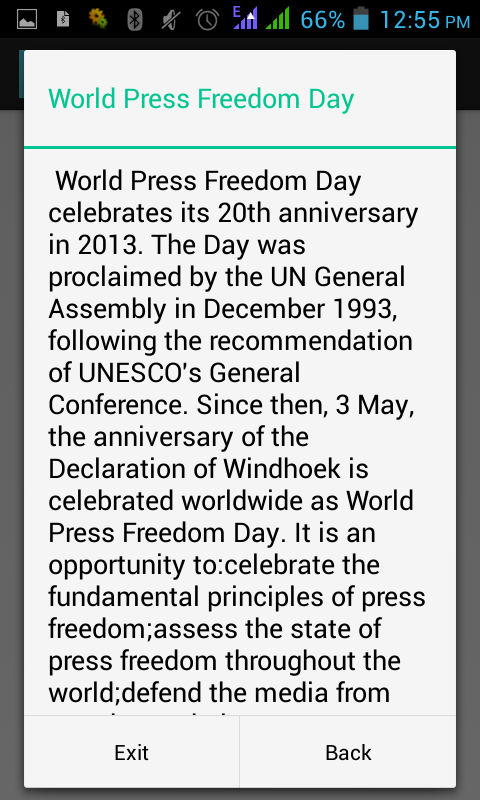 E 66% 12:55 PM
World Press Freedom Day
World Press Freedom Day
celebrates its 20th anniversary
in 2013. The Day was
proclaimed by the UN General
Assembly in December 1993,
following the recommendation
of UNESCO's General
Conference. Since then, 3 May,
the anniversary of the
Declaration of Windhoek is
celebrated worldwide as World
Press Freedom Day. It is an
opportunity to:celebrate the
fundamental principles of press
freedom;assess the state of
press freedom throughout the
world;defend the media from
Exit
Back